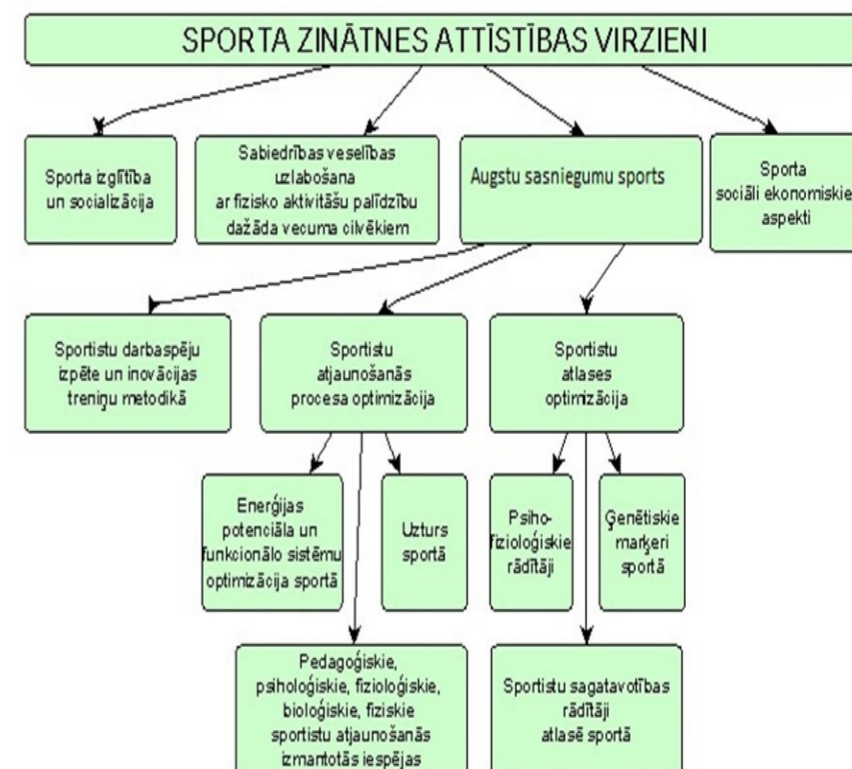 SPORTA ZINĀTNES ATTĪSTĪBAS VIRZIENI
Sporta izglītība
un socializācija
Sabiedrības veselības
uzlabošana
ar fizisko aktivitāšu palīdzību
dažāda vecuma cilvēkiem
Augstu sasniegumu sports
Sporta
sociāli ekonomiskie
aspekti
Sportistu darbaspēju
izpēte un inovācijas
treniņu metodikā
Sportistu
atjaunošanās
procesa optimizācija
Sportistu
atlases
optimizācija
Enerģijas
potenciāla un
funkcionālo sistēmu
optimizācija sportā
Uzturs
sportā
Psiho-
fizioloģiskie
rādītāji
Ģenētiskie
marķeri
sportā
Pedagoģiskie,
psiholoģiskie, fizioloģiskie,
bioloģiskie, fiziskie
sportistu atjaunošanās
izmantotās iespējas
Sportistu sagatavotības
rādītāji
atlasē sportā